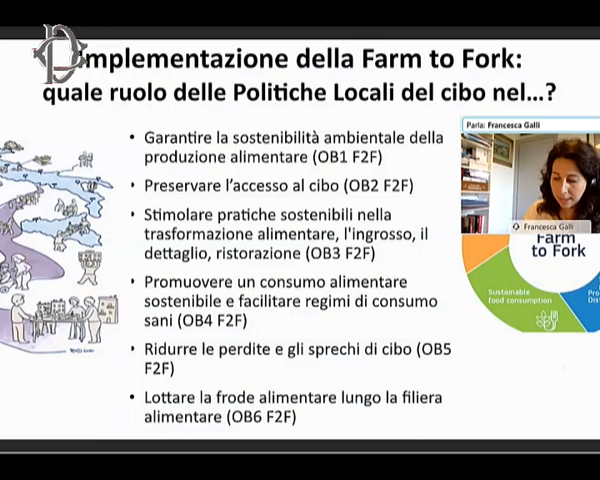 Implementazione della Farm to Fork:
quale ruolo delle Politiche Locali del cibo nel…?
• Garantire la sostenibilità ambientale della
produzione alimentare (OB1 F2F)
• Preservare l'accesso al cibo (OB2 F2F)
• Stimolare pratiche sostenibili nella
trasformazione alimentare, l'ingrosso, il
dettaglio, ristorazione (OB3 F2F)
• Promuovere un consumo alimentare
sostenibile e facilitare regimi di consumo
sani (OB4 F2F)
• Ridurre le perdite e gli sprechi di cibo (OB5
F2F)
• Lottare la frode alimentare lungo la filiera
alimentare (OB6 F2F)
Parla: Francesca Galli
Francesca Galli
Farm
to Fork
Sustainable
food consumption